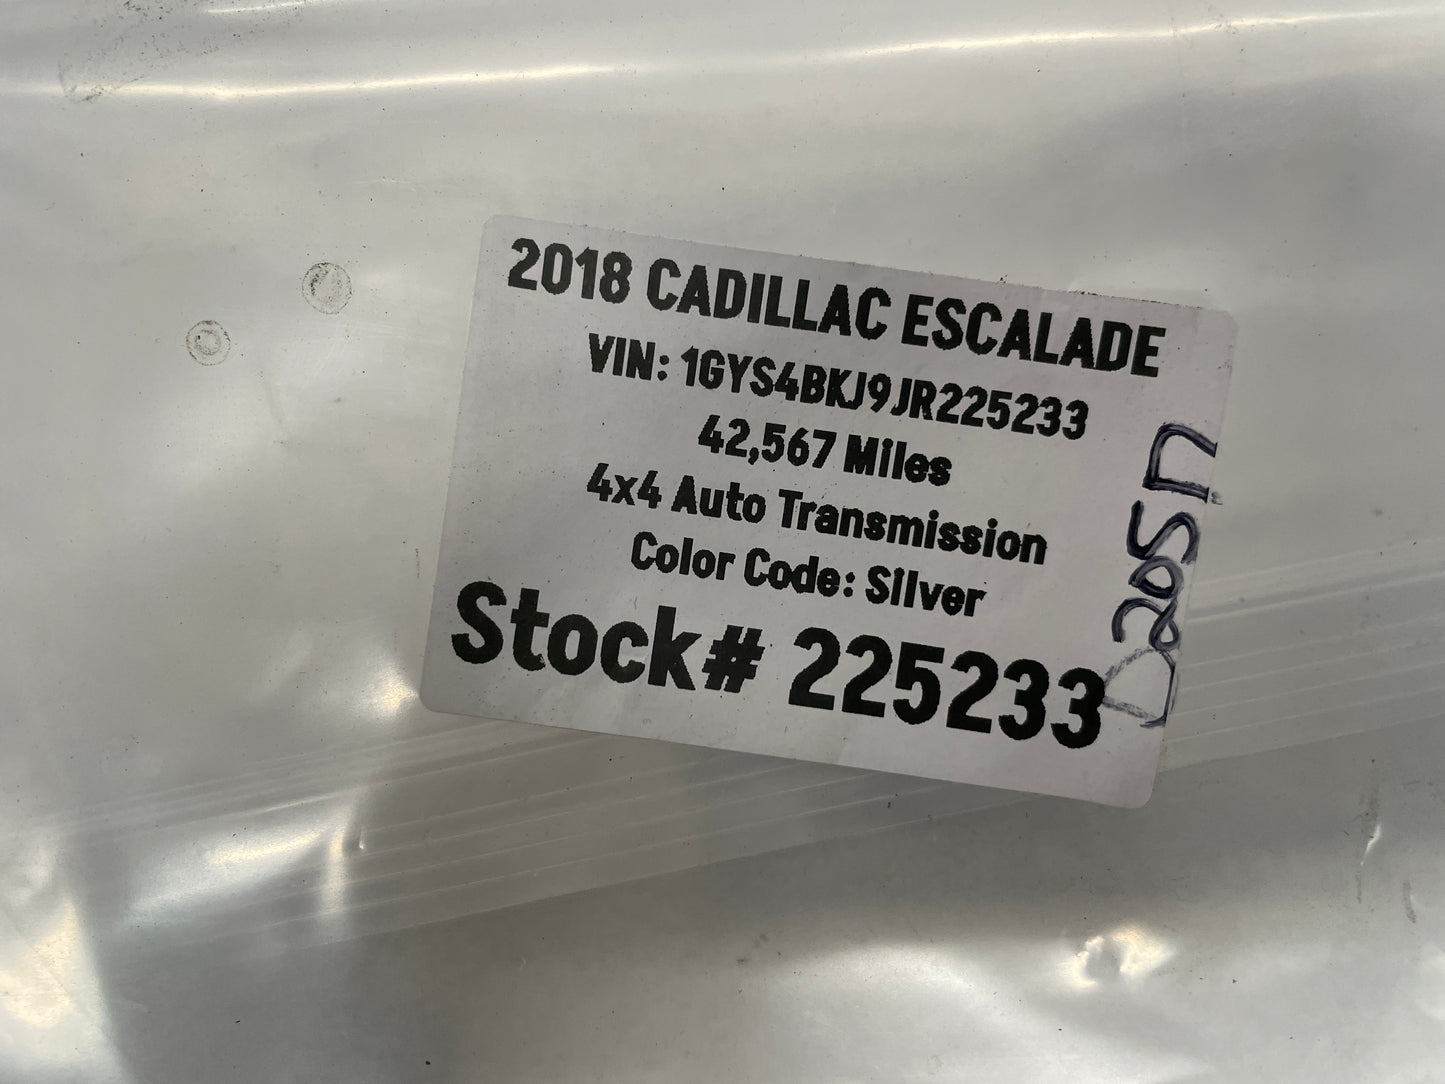 2018 CADILLAC ESCALADE
VIN: 1GYS4BKJ9JR225233
42,567 Miles
4x4 Auto Transmission
Color Code: Silver
Stock# 225233